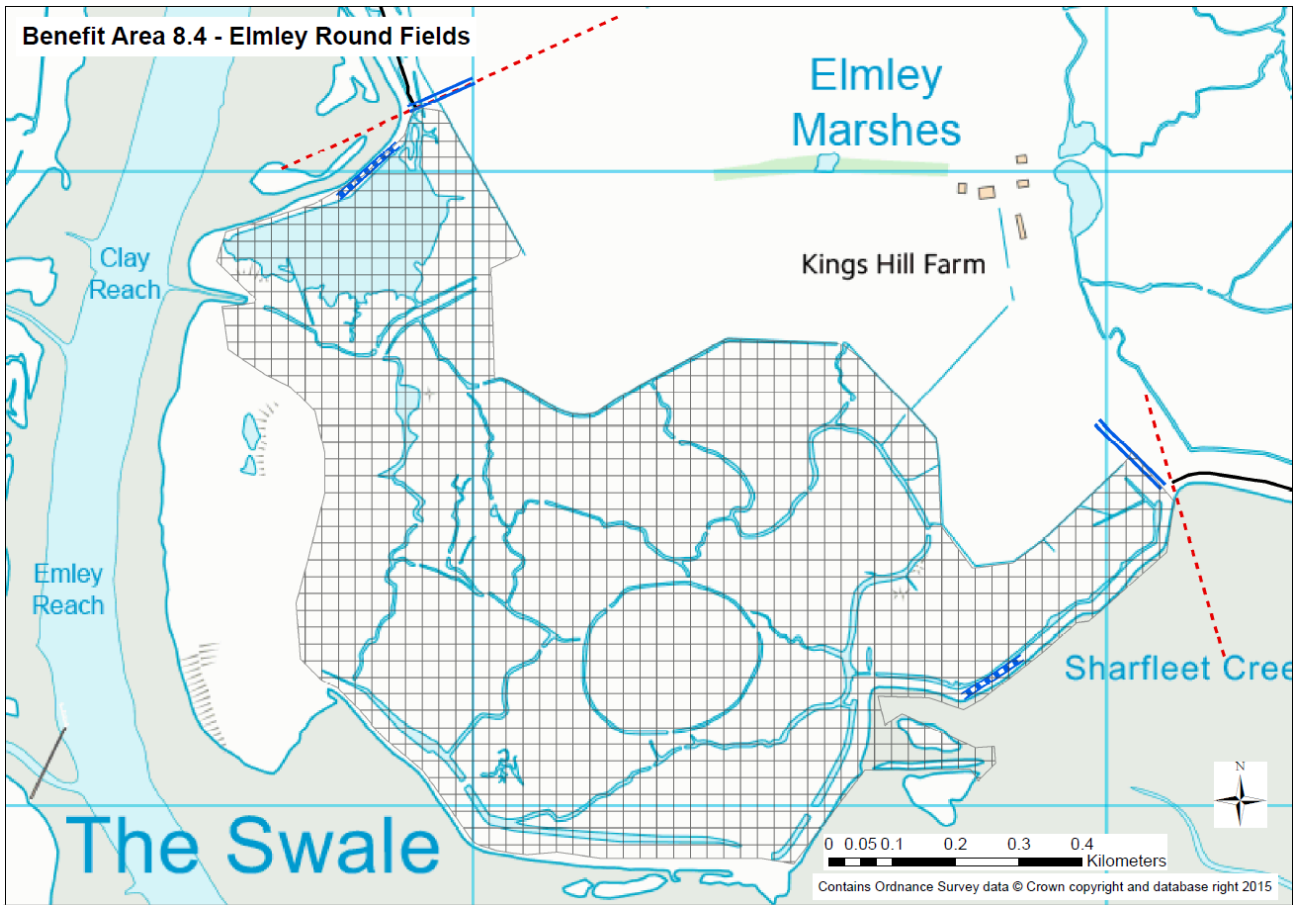 Benefit Area 8.4 - Elmley Round Fields
Elmley
Marshes
Clay
Reach
Kings Hill Farm
Emley
Reach
Sharfleet Cree
N
The Swale
0 0.05 0.1 0.2 0.3 0.4
Kilometers
Contains Ordnance Survey data © Crown copyright and database right 2015